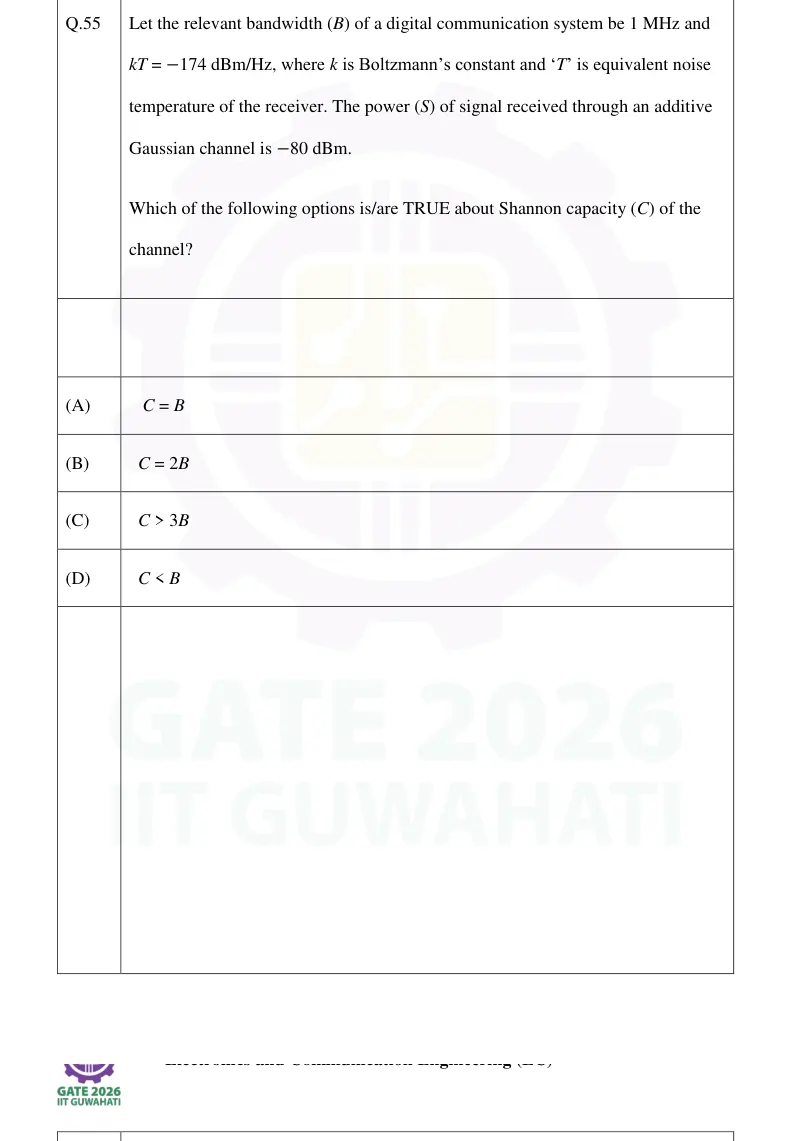 Q.55 Let the relevant bandwidth (B) of a digital communication system be 1 MHz and
kT = −174 dBm/Hz, where k is Boltzmann’s constant and ‘T’ is equivalent noise
temperature of the receiver. The power (S) of signal received through an additive
Gaussian channel is −80 dBm.
Which of the following options is/are TRUE about Shannon capacity (C) of the
channel?
(A) C = B
(B) C = 2B
(C) C > 3B
(D) C < B
GATE 2026
IIT GUWAHATI
GATE 2026
IIT GUWAHATI